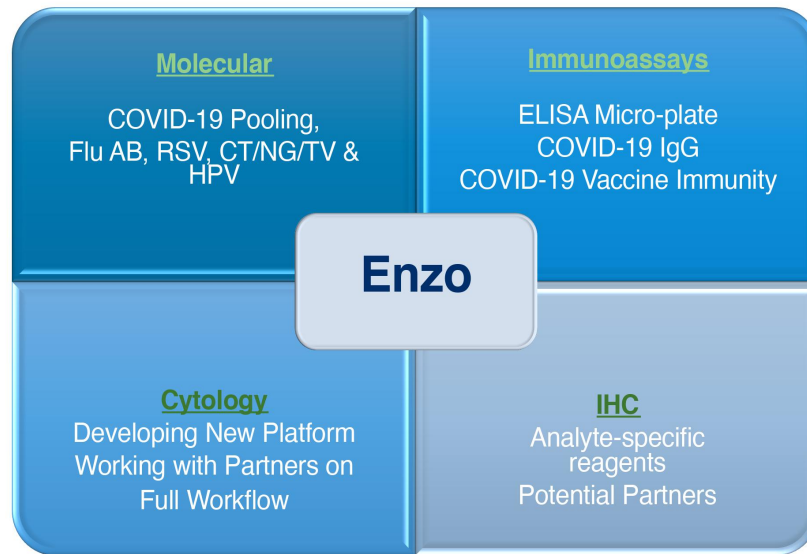 Molecular
COVID-19 Pooling,
Flu AB, RSV, CT/NG/TV &
HPV
Immunoassays
ELISA Micro-plate
COVID-19 IgG
COVID-19 Vaccine Immunity
Enzo
Cytology
Developing New Platform
Working with Partners on
Full Workflow
IHC
Analyte-specific
reagents
Potential Partners